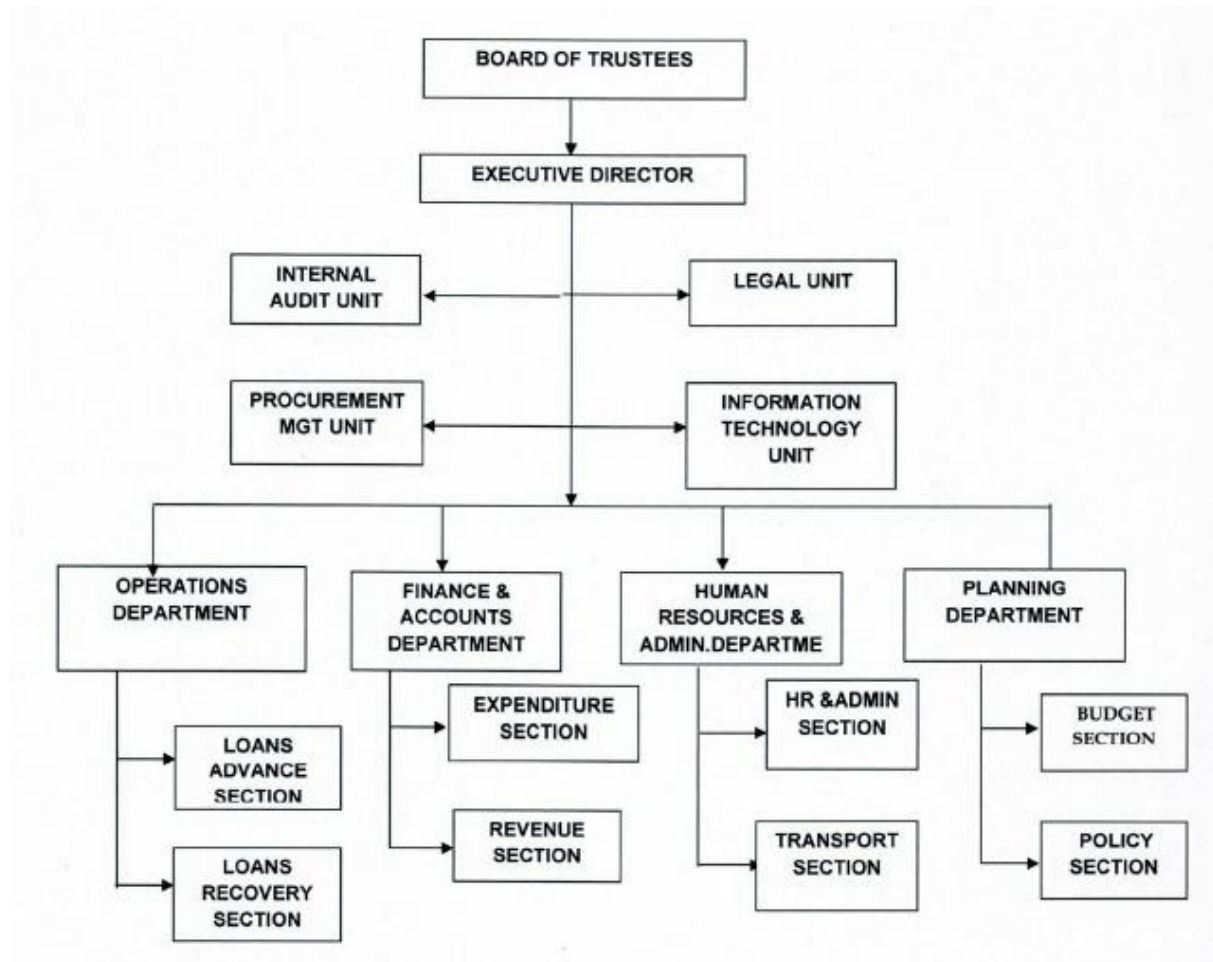 BOARD OF TRUSTEES
EXECUTIVE DIRECTOR
INTERNAL
AUDIT UNIT
LEGAL UNIT
PROCUREMENT
MGT UNIT
INFORMATION
TECHNOLOGY
UNIT
OPERATIONS
DEPARTMENT
FINANCE &
ACCOUNTS
DEPARTMENT
HUMAN
RESOURCES &
ADMIN.DEPARTME
PLANNING
DEPARTMENT
LOANS
ADVANCE
SECTION
LOANS
RECOVERY
SECTION
EXPENDITURE
SECTION
REVENUE
SECTION
HR &ADMIN
SECTION
TRANSPORT
SECTION
BUDGET
SECTION
POLICY
SECTION